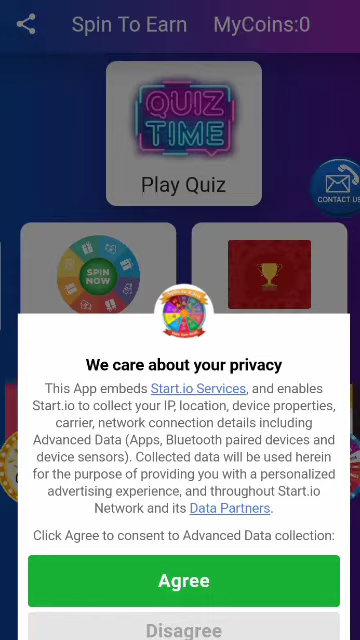 Spin To Earn MyCoins:0
QUIZ
TIME
Play Quiz
CONTACT US
SPIN
NOW
We care about your privacy
This App embeds Start.io Services, and enables
Start.io to collect your IP, location, device properties,
carrier, network connection details including
Advanced Data (Apps, Bluetooth paired devices and
device sensors). Collected data will be used herein
for the purpose of providing you with a personalized
advertising experience, and throughout Start.io
Network and its Data Partners.
Click Agree to consent to Advanced Data collection:
Agree
Disagree